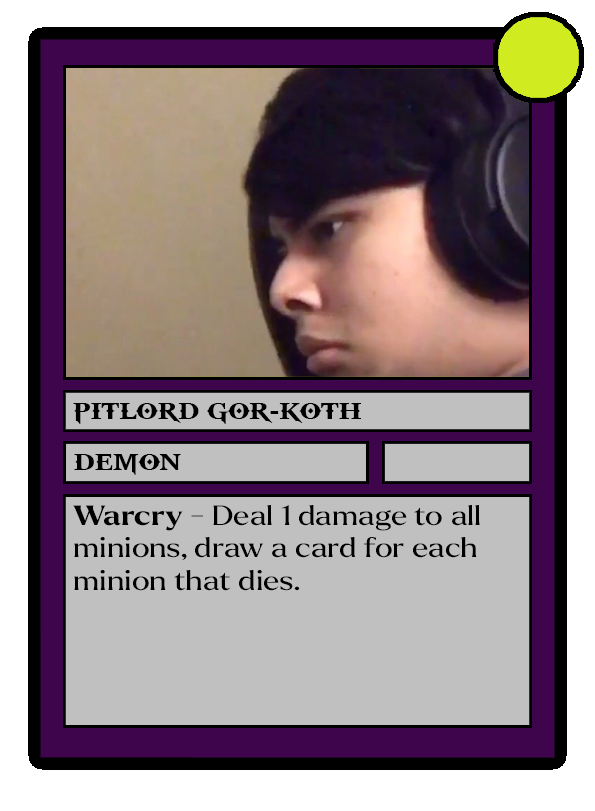 PITLORD GOR-KOTH
DEMON
Warcry – Deal 1 damage to all
minions, draw a card for each
minion that dies.